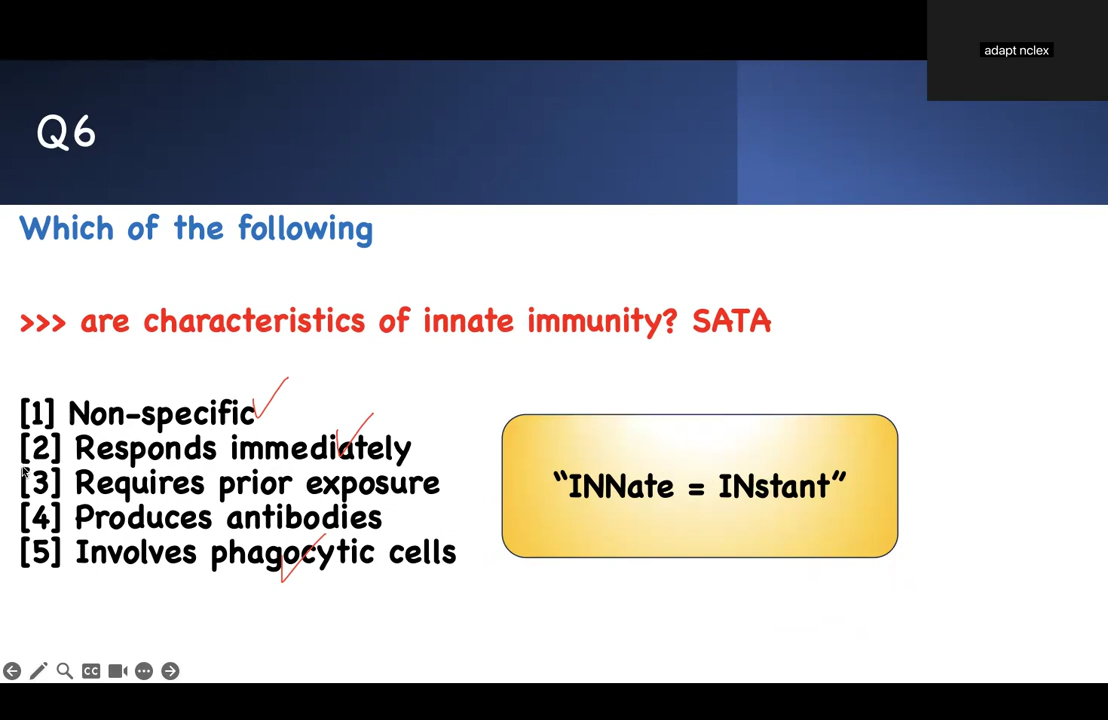 adapt nclex
Q6
Which of the following
>>> are characteristics of innate immunity? SATA
[1] Non-specific
[2] Responds immediately
[3] Requires prior exposure
[4] Produces antibodies
[5] Involves phagocytic cells
“INNate = INstant”
CC